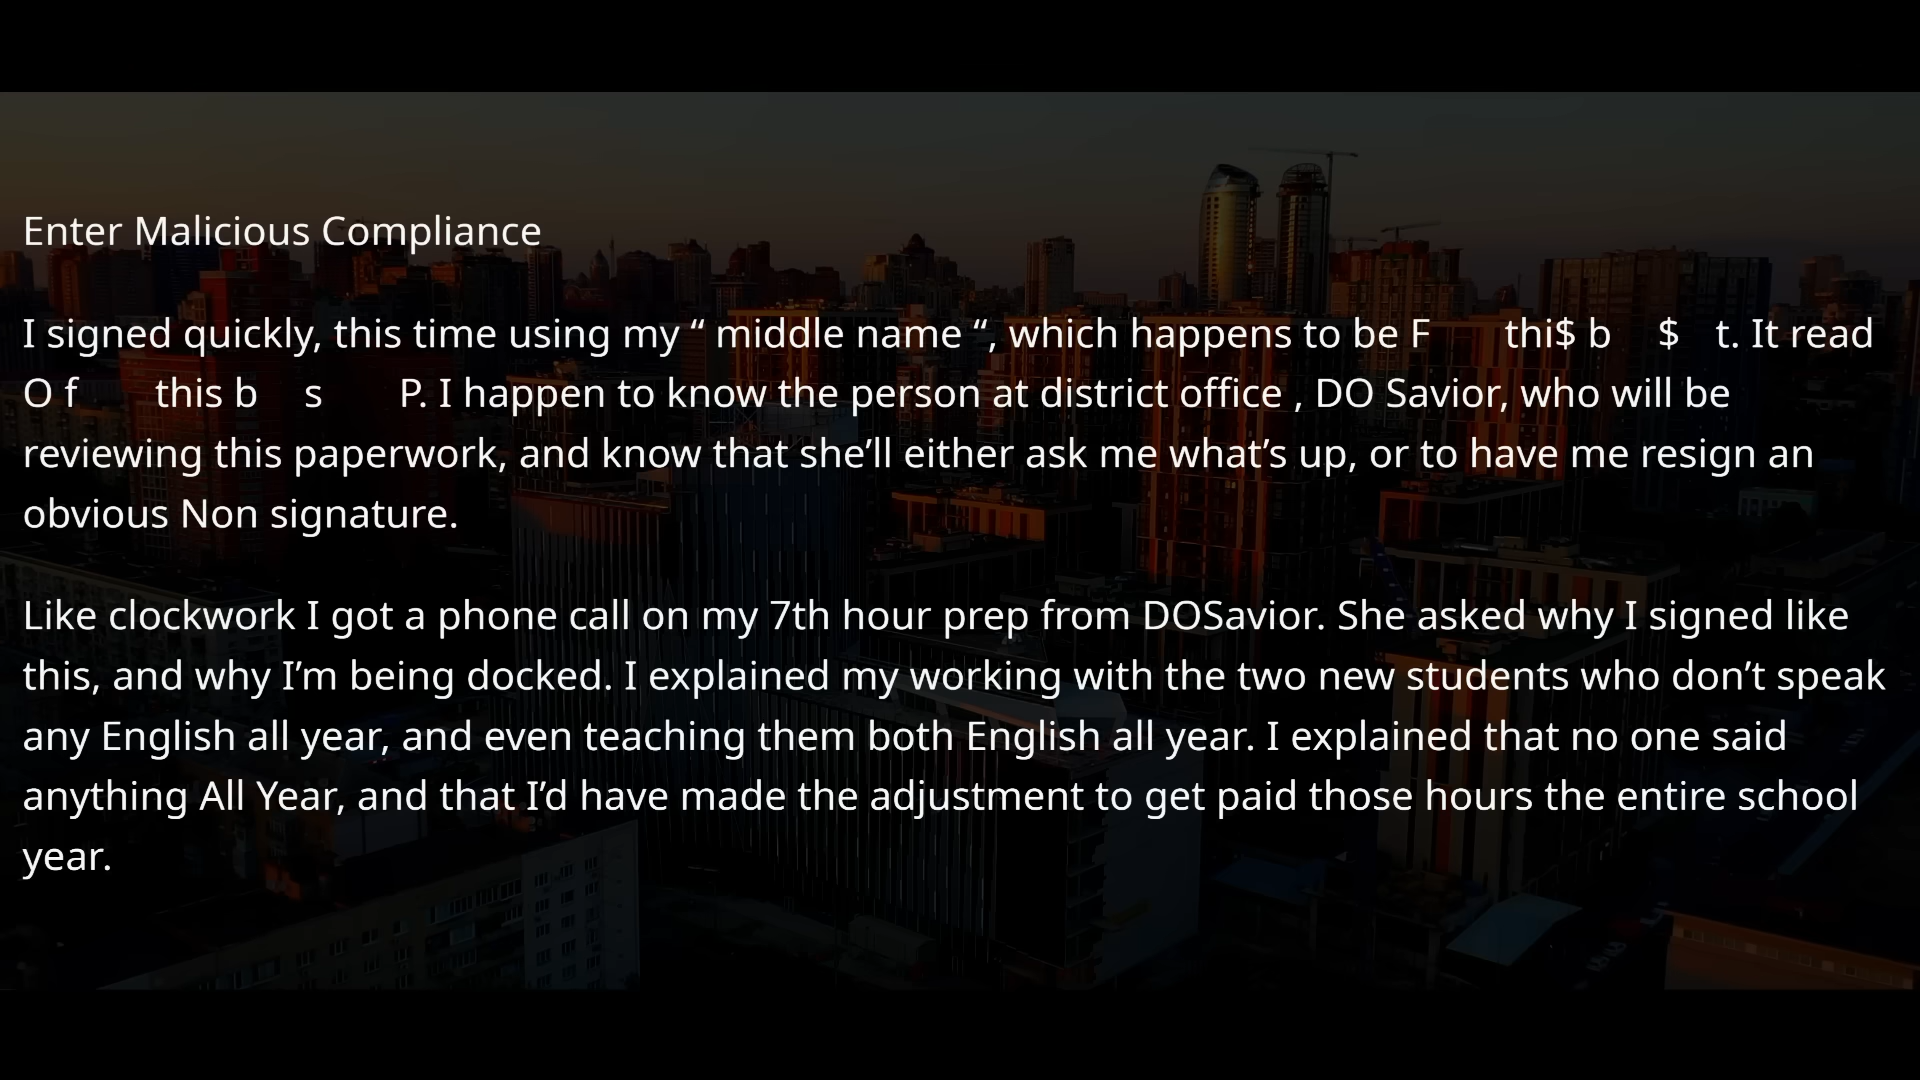 Enter Malicious Compliance
I signed quickly, this time using my “ middle name “, which happens to be F thi$ b $ t. It read
O f this b s P. I happen to know the person at district office , DO Savior, who will be
reviewing this paperwork, and know that she’ll either ask me what’s up, or to have me resign an
obvious Non signature.
Like clockwork I got a phone call on my 7th hour prep from DOSavior. She asked why I signed like
this, and why I’m being docked. I explained my working with the two new students who don’t speak
any English all year, and even teaching them both English all year. I explained that no one said
anything All Year, and that I’d have made the adjustment to get paid those hours the entire school
year.